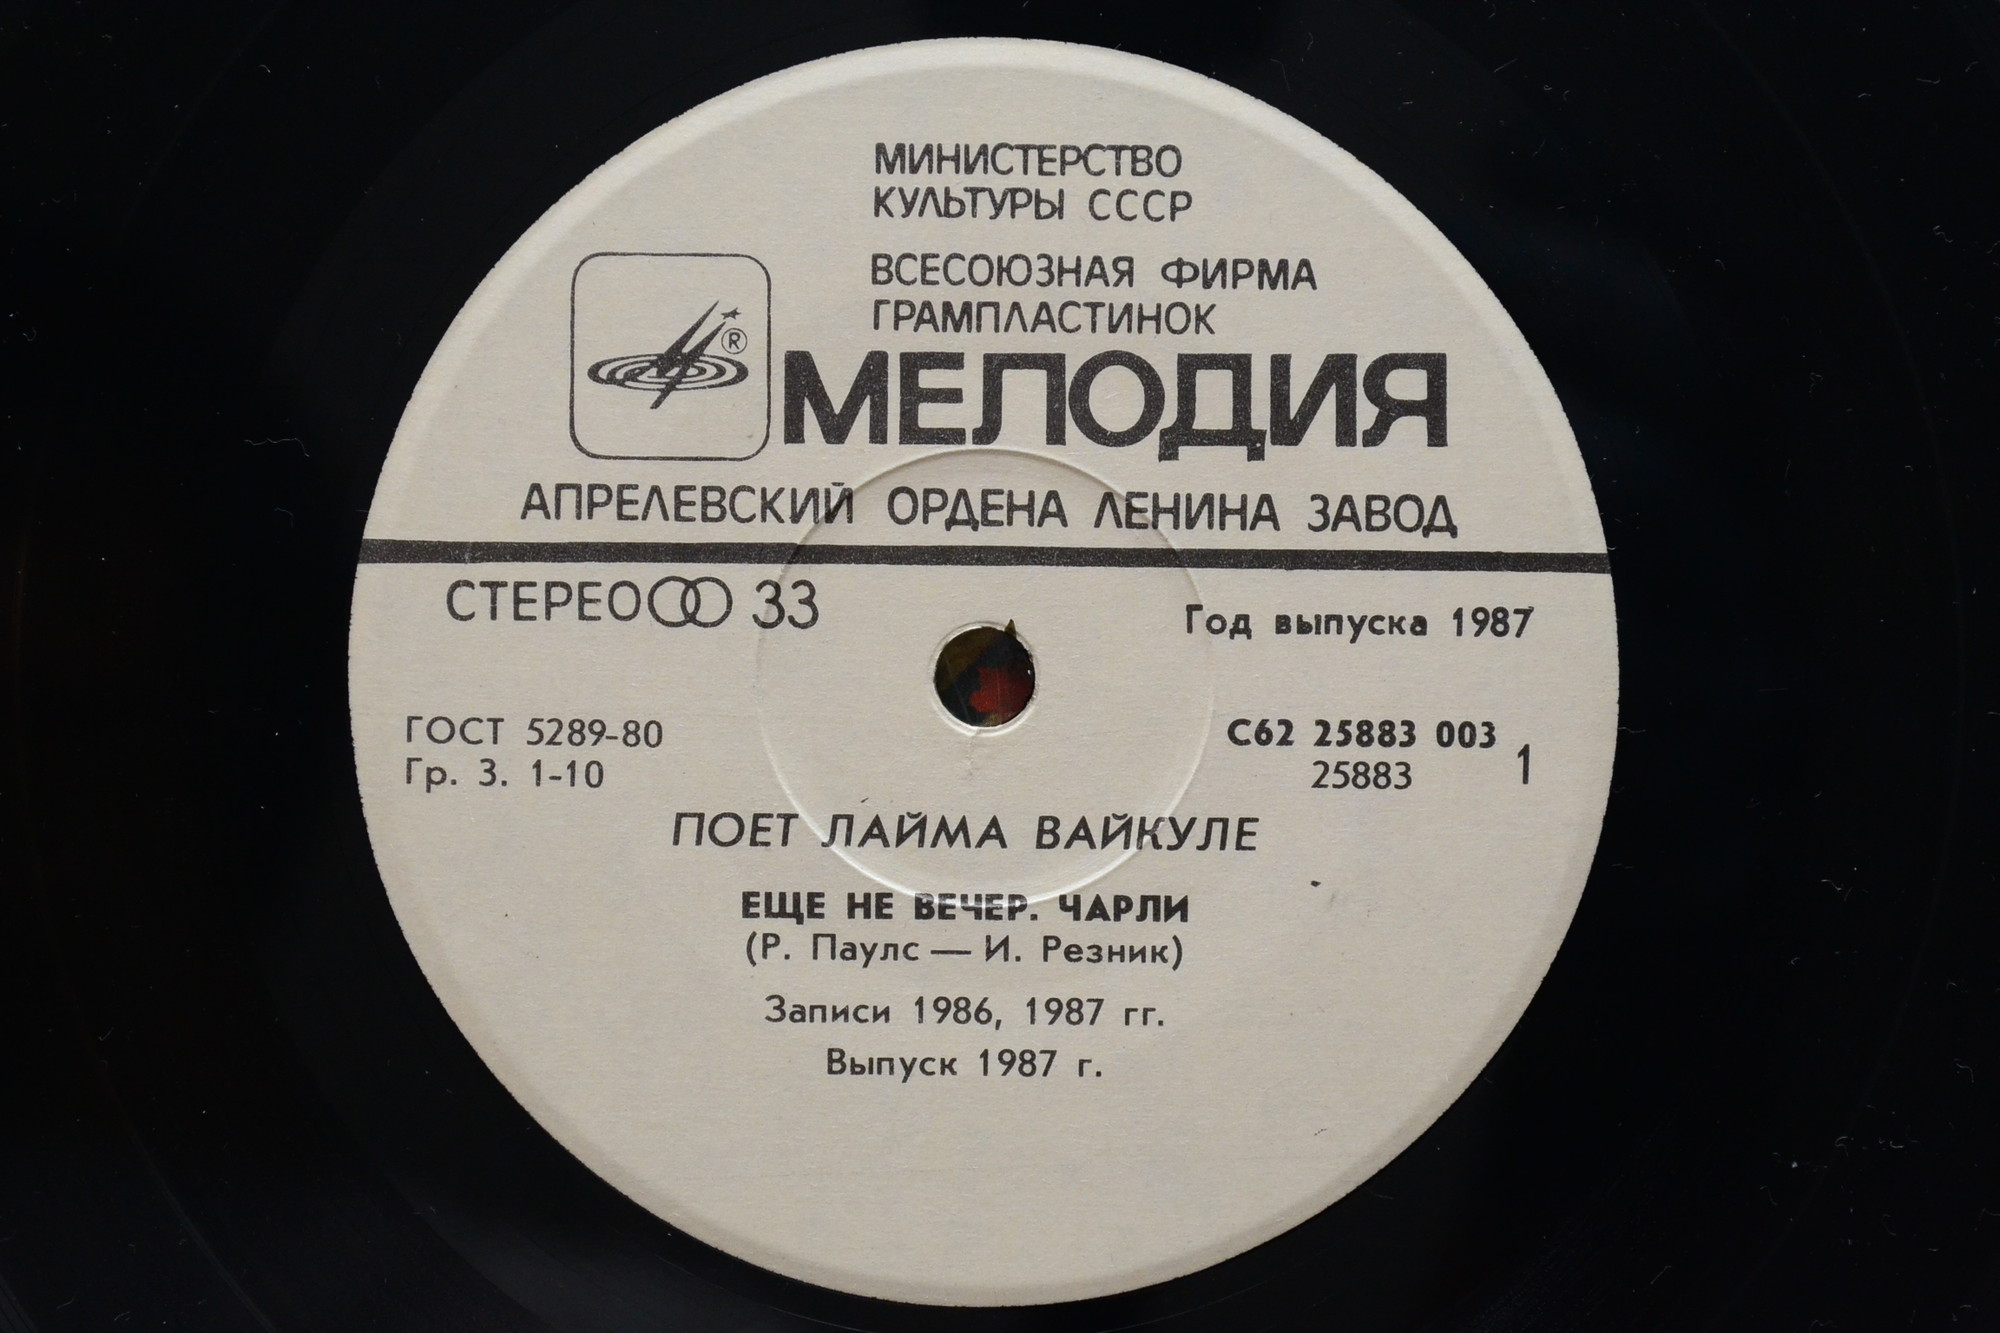 МИНИСТЕРСТВО
КУЛЬТУРЫ СССР
ВСЕСОЮЗНАЯ ФИРМА
ГРАМПЛАСТИНОК
®
МЕЛОДИЯ
АПРЕЛЕВСКИЙ ОРДЕНА ЛЕНИНА ЗАВОД
СТЕРЕО 33
Год выпуска 1987
ГОСТ 5289-80
Гр. 3. 1-10
С62 25883 003
25883
1
ПОЕТ ЛАЙМА ВАЙКУЛЕ
ЕЩЕ НЕ ВЕЧЕР. ЧАРЛИ
(Р. Паулс — И. Резник)
Записи 1986, 1987 гг.
Выпуск 1987 г.